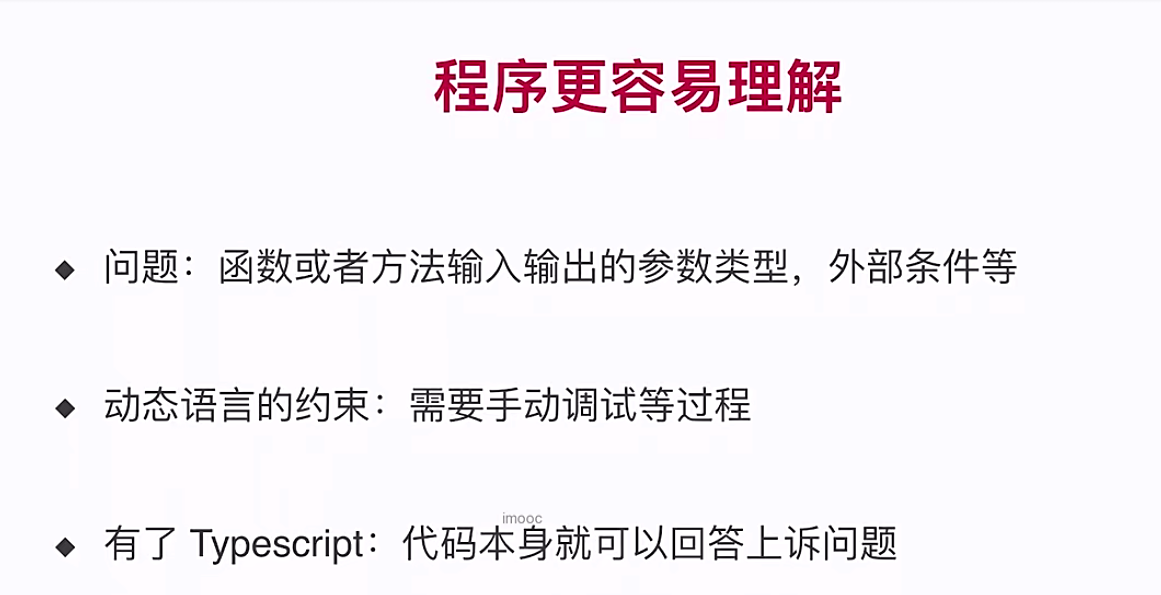 程序更容易理解
◆ 问题：函数或者方法输入输出的参数类型，外部条件等
◆ 动态语言的约束：需要手动调试等过程
imooc
◆ 有了 Typescript：代码本身就可以回答上诉问题